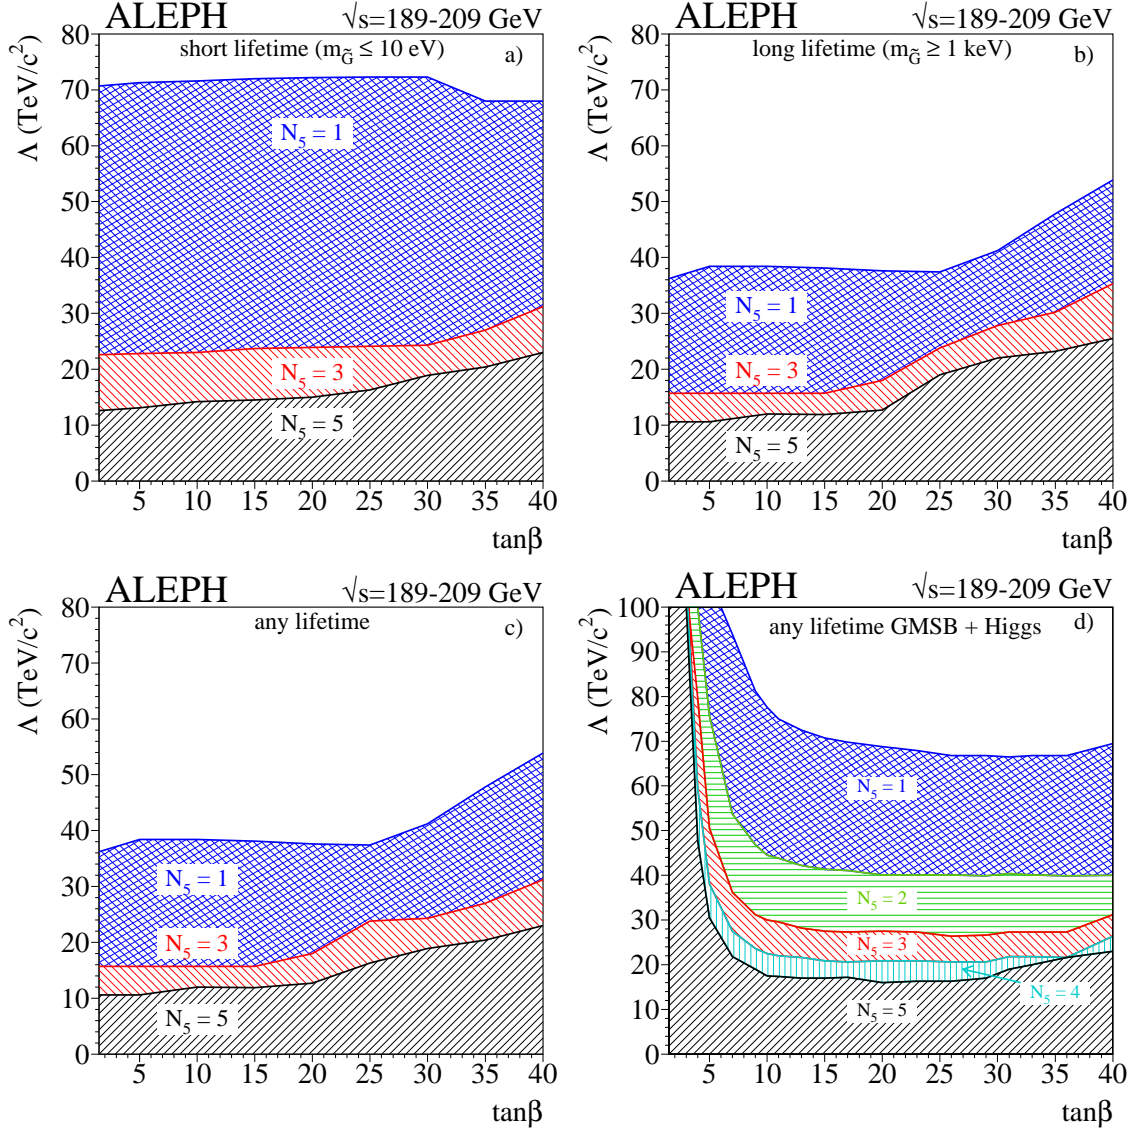 ALEPH √s=189-209 GeV
short lifetime (m_G̃ ≤ 10 eV) a)
Λ (TeV/c²)
80
70
60
50
40
30
20
10
0
N₅ = 1
N₅ = 3
N₅ = 5
5 10 15 20 25 30 35 40
tanβ
ALEPH √s=189-209 GeV
long lifetime (m_G̃ ≥ 1 keV) b)
Λ (TeV/c²)
80
70
60
50
40
30
20
10
0
N₅ = 1
N₅ = 3
N₅ = 5
5 10 15 20 25 30 35 40
tanβ
ALEPH √s=189-209 GeV
any lifetime c)
Λ (TeV/c²)
80
70
60
50
40
30
20
10
0
N₅ = 1
N₅ = 3
N₅ = 5
5 10 15 20 25 30 35 40
tanβ
ALEPH √s=189-209 GeV
any lifetime GMSB + Higgs d)
Λ (TeV/c²)
100
90
80
70
60
50
40
30
20
10
0
N₅ = 1
N₅ = 2
N₅ = 3
N₅ = 4
N₅ = 5
5 10 15 20 25 30 35 40
tanβ